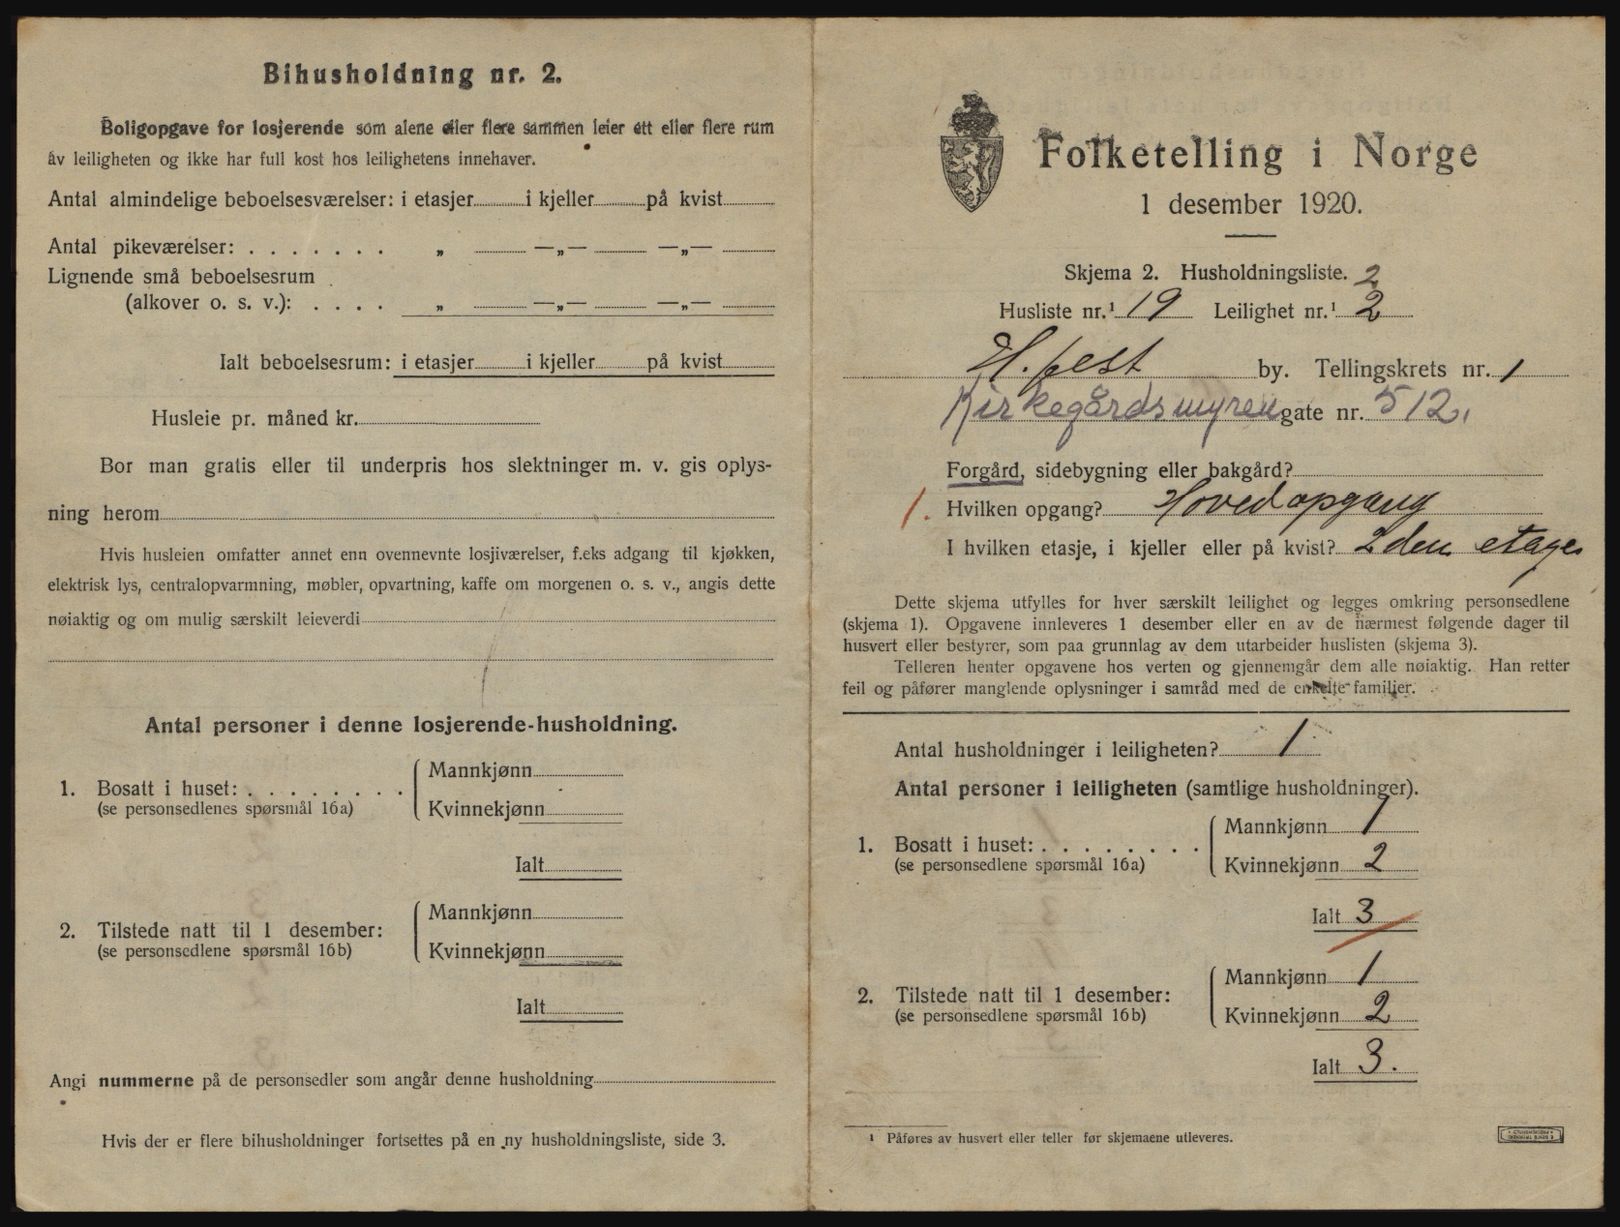 Bihusholdning nr. 2.
Boligopgave for losjerende som alene eller flere sammen leier ett eller flere rum
av leiligheten og ikke har full kost hos leilighetens innehaver.
Antal almindelige beboelsesværelser: i etasjer i kjeller på kvist
Antal pikeværelser: . . . . . . . „ —„— —„—
Lignende små beboelsesrum
(alkover o. s. v.): . . . . „ —„— —„—
Ialt beboelsesrum: i etasjer i kjeller på kvist
Husleie pr. måned kr.
Bor man gratis eller til underpris hos slektninger m. v. gis oplys-
ning herom
Hvis husleien omfatter annet enn ovennevnte losjiværelser, f.eks adgang til kjøkken,
elektrisk lys, centralopvarmning, møbler, opvartning, kaffe om morgenen o. s. v., angis dette
nøiaktig og om mulig særskilt leieverdi
Antal personer i denne losjerende-husholdning.
1. Bosatt i huset: . . . . . . . .
(se personsedlenes spørsmål 16a)
Mannkjønn
Kvinnekjønn
Ialt
2. Tilstede natt til 1 desember:
(se personsedlene spørsmål 16b)
Mannkjønn
Kvinnekjønn
Ialt
Angi nummerne på de personsedler som angår denne husholdning
Hvis der er flere bihusholdninger fortsettes på en ny husholdningsliste, side 3.
Folketelling i Norge
1 desember 1920.
Skjema 2. Husholdningsliste. 2
Husliste nr.¹ 19 Leilighet nr.¹ 2
H.fest by. Tellingskrets nr. 1
Kirkegårdsmyren gate nr. 512.
Forgård, sidebygning eller bakgård?
1. Hvilken opgang? Hovedopgang
I hvilken etasje, i kjeller eller på kvist? 2den etage
Dette skjema utfylles for hver særskilt leilighet og legges omkring personsedlene
(skjema 1). Opgavene innleveres 1 desember eller en av de nærmest følgende dager til
husvert eller bestyrer, som paa grunnlag av dem utarbeider huslisten (skjema 3).
Telleren henter opgavene hos verten og gjennemgår dem alle nøiaktig. Han retter
feil og påfører manglende oplysninger i samråd med de enkelte familier.
Antal husholdninger i leiligheten? 1
Antal personer i leiligheten (samtlige husholdninger).
1. Bosatt i huset: . . . . . . . .
(se personsedlene spørsmål 16a)
Mannkjønn 1
Kvinnekjønn 2
Ialt 3
2. Tilstede natt til 1 desember:
(se personsedlene spørsmål 16b)
Mannkjønn 1
Kvinnekjønn 2
Ialt 3.
¹ Påføres av husvert eller teller før skjemaene utleveres.